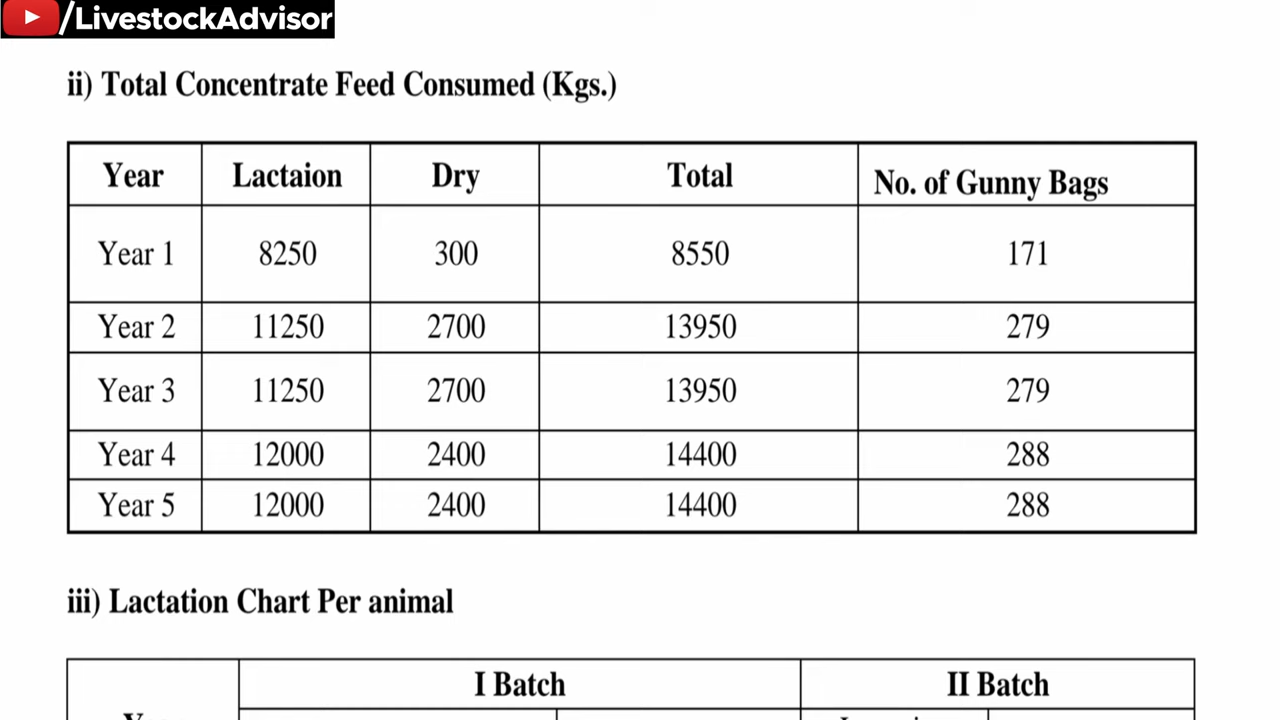 /LivestockAdvisor
ii) Total Concentrate Feed Consumed (Kgs.)
Year Lactaion Dry Total No. of Gunny Bags
Year 1 8250 300 8550 171
Year 2 11250 2700 13950 279
Year 3 11250 2700 13950 279
Year 4 12000 2400 14400 288
Year 5 12000 2400 14400 288
iii) Lactation Chart Per animal
I Batch II Batch